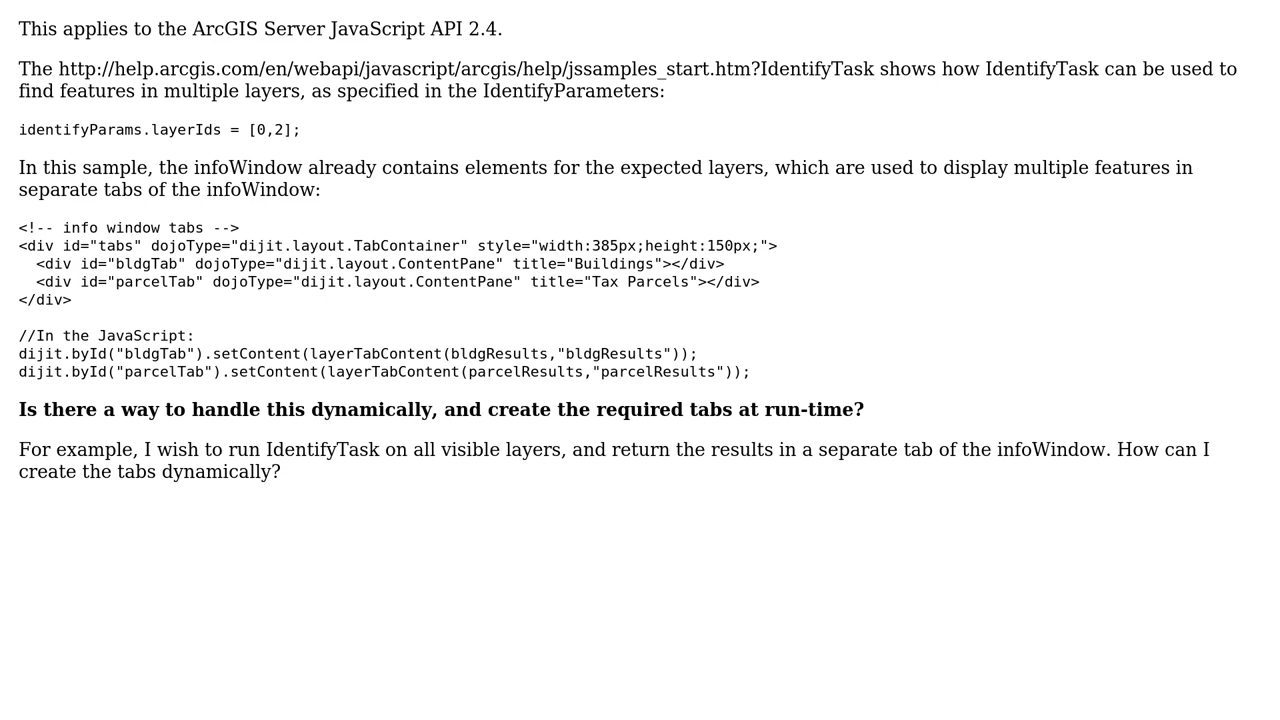 This applies to the ArcGIS Server JavaScript API 2.4.
The http://help.arcgis.com/en/webapi/javascript/arcgis/help/jssamples_start.htm?IdentifyTask shows how IdentifyTask can be used to
find features in multiple layers, as specified in the IdentifyParameters:
identifyParams.layerIds = [0,2];
In this sample, the infoWindow already contains elements for the expected layers, which are used to display multiple features in
separate tabs of the infoWindow:
<!-- info window tabs -->
<div id="tabs" dojoType="dijit.layout.TabContainer" style="width:385px;height:150px;">
  <div id="bldgTab" dojoType="dijit.layout.ContentPane" title="Buildings"></div>
  <div id="parcelTab" dojoType="dijit.layout.ContentPane" title="Tax Parcels"></div>
</div>
//In the JavaScript:
dijit.byId("bldgTab").setContent(layerTabContent(bldgResults,"bldgResults"));
dijit.byId("parcelTab").setContent(layerTabContent(parcelResults,"parcelResults"));
Is there a way to handle this dynamically, and create the required tabs at run-time?
For example, I wish to run IdentifyTask on all visible layers, and return the results in a separate tab of the infoWindow. How can I
create the tabs dynamically?